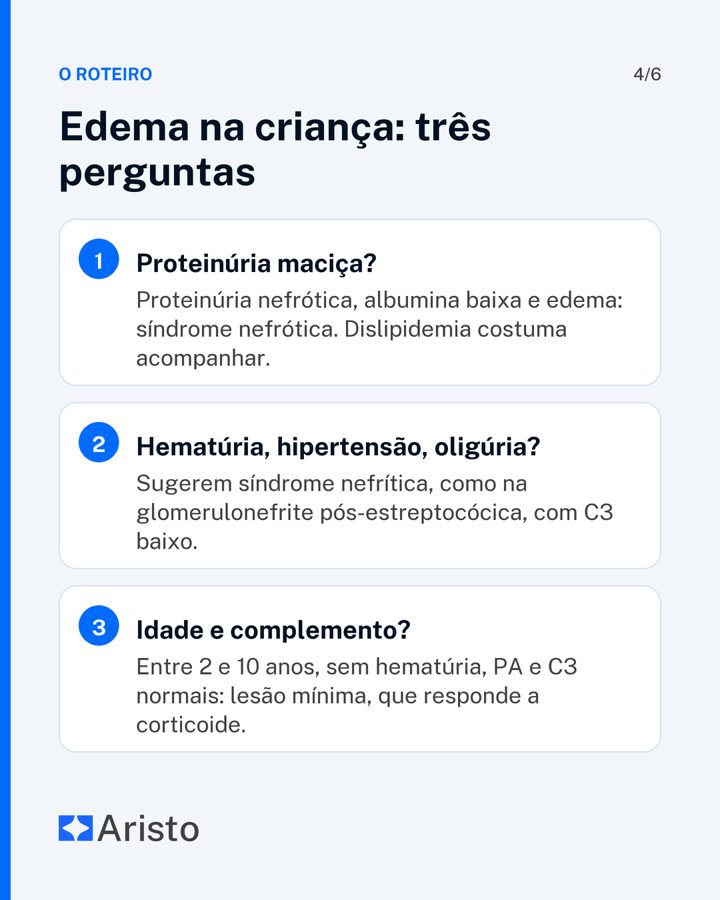 O ROTEIRO
4/6
Edema na criança: três
perguntas
1
Proteinúria maciça?
Proteinúria nefrótica, albumina baixa e edema:
síndrome nefrótica. Dislipidemia costuma
acompanhar.
2
Hematúria, hipertensão, oligúria?
Sugerem síndrome nefrítica, como na
glomerulonefrite pós-estreptocócica, com C3
baixo.
3
Idade e complemento?
Entre 2 e 10 anos, sem hematúria, PA e C3
normais: lesão mínima, que responde a
corticoide.
Aristo